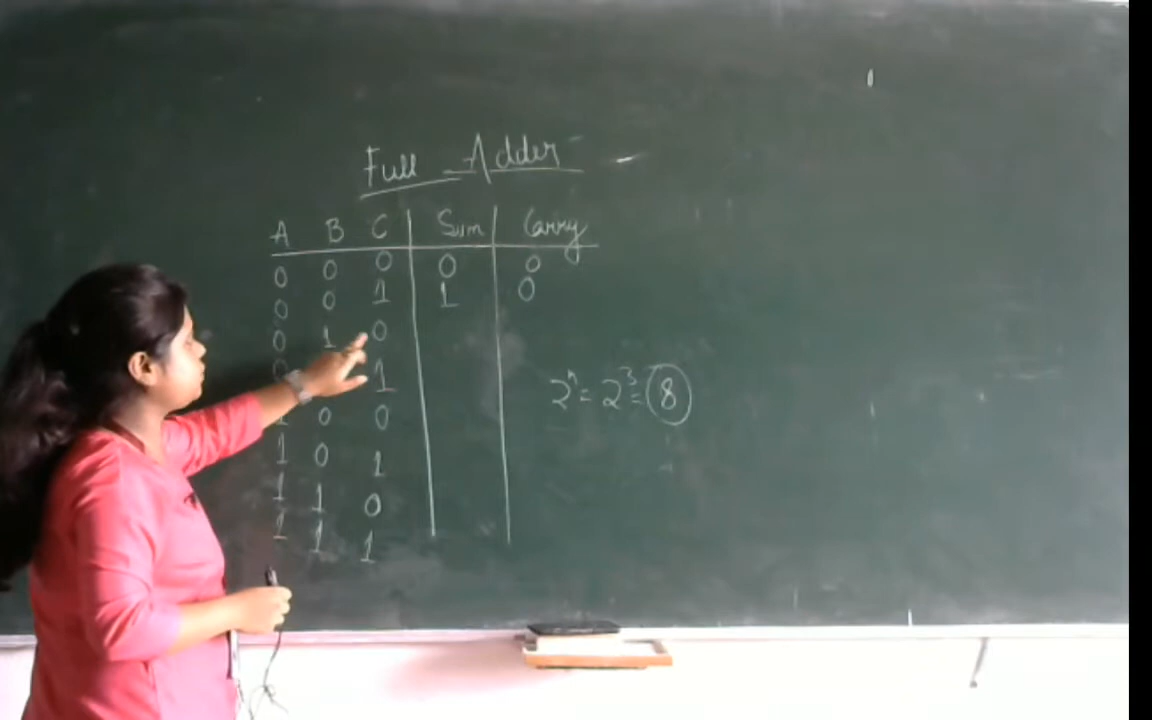 Full Adder
A B C Sum Carry
0 0 0 0 0
0 0 1 1 0
0 1 0
0 1
1 0 0
1 0 1
1 1 0
1 1 1
2ⁿ = 2³ = 8